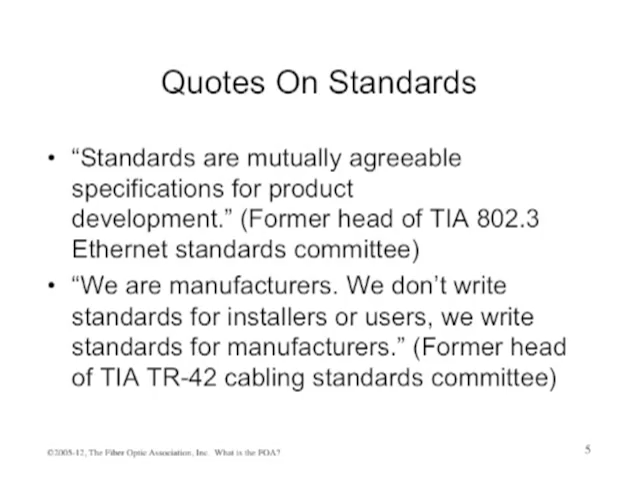 Quotes On Standards
• “Standards are mutually agreeable
specifications for product
development.” (Former head of TIA 802.3
Ethernet standards committee)
• “We are manufacturers. We don’t write
standards for installers or users, we write
standards for manufacturers.” (Former head
of TIA TR-42 cabling standards committee)
©2005-12, The Fiber Optic Association, Inc. What is the FOA?
5